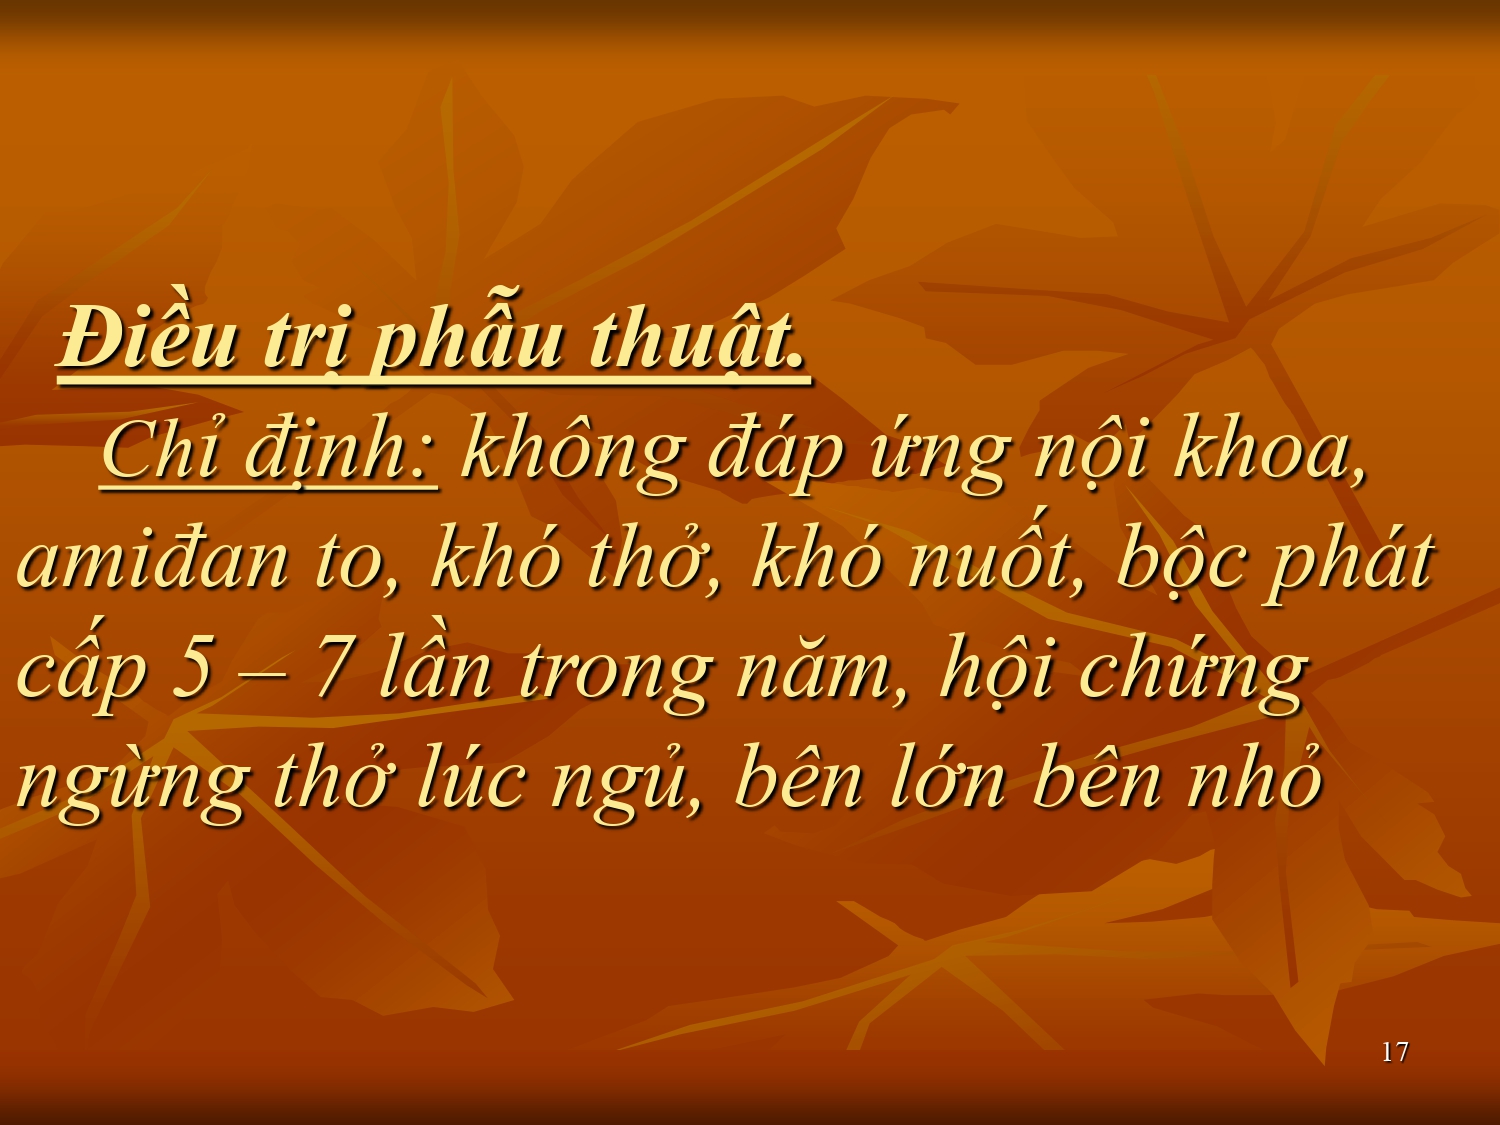 Điều trị phẫu thuật.
Chỉ định: không đáp ứng nội khoa,
amiđan to, khó thở, khó nuốt, bộc phát
cấp 5 – 7 lần trong năm, hội chứng
ngừng thở lúc ngủ, bên lớn bên nhỏ
17